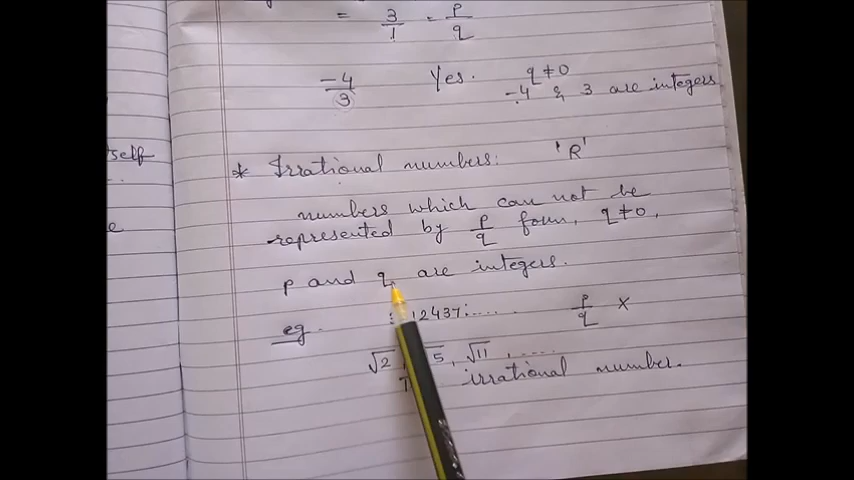 = 3/1 = p/q
-4/3 Yes. q≠0
-4 & 3 are integers
self
* Irrational numbers: 'R'
numbers which can not be
represented by p/q foum, q≠0,
e
p and q are integers.
eg. 12437..... p/q ×
√2, 5, √11, .....
irrational number.